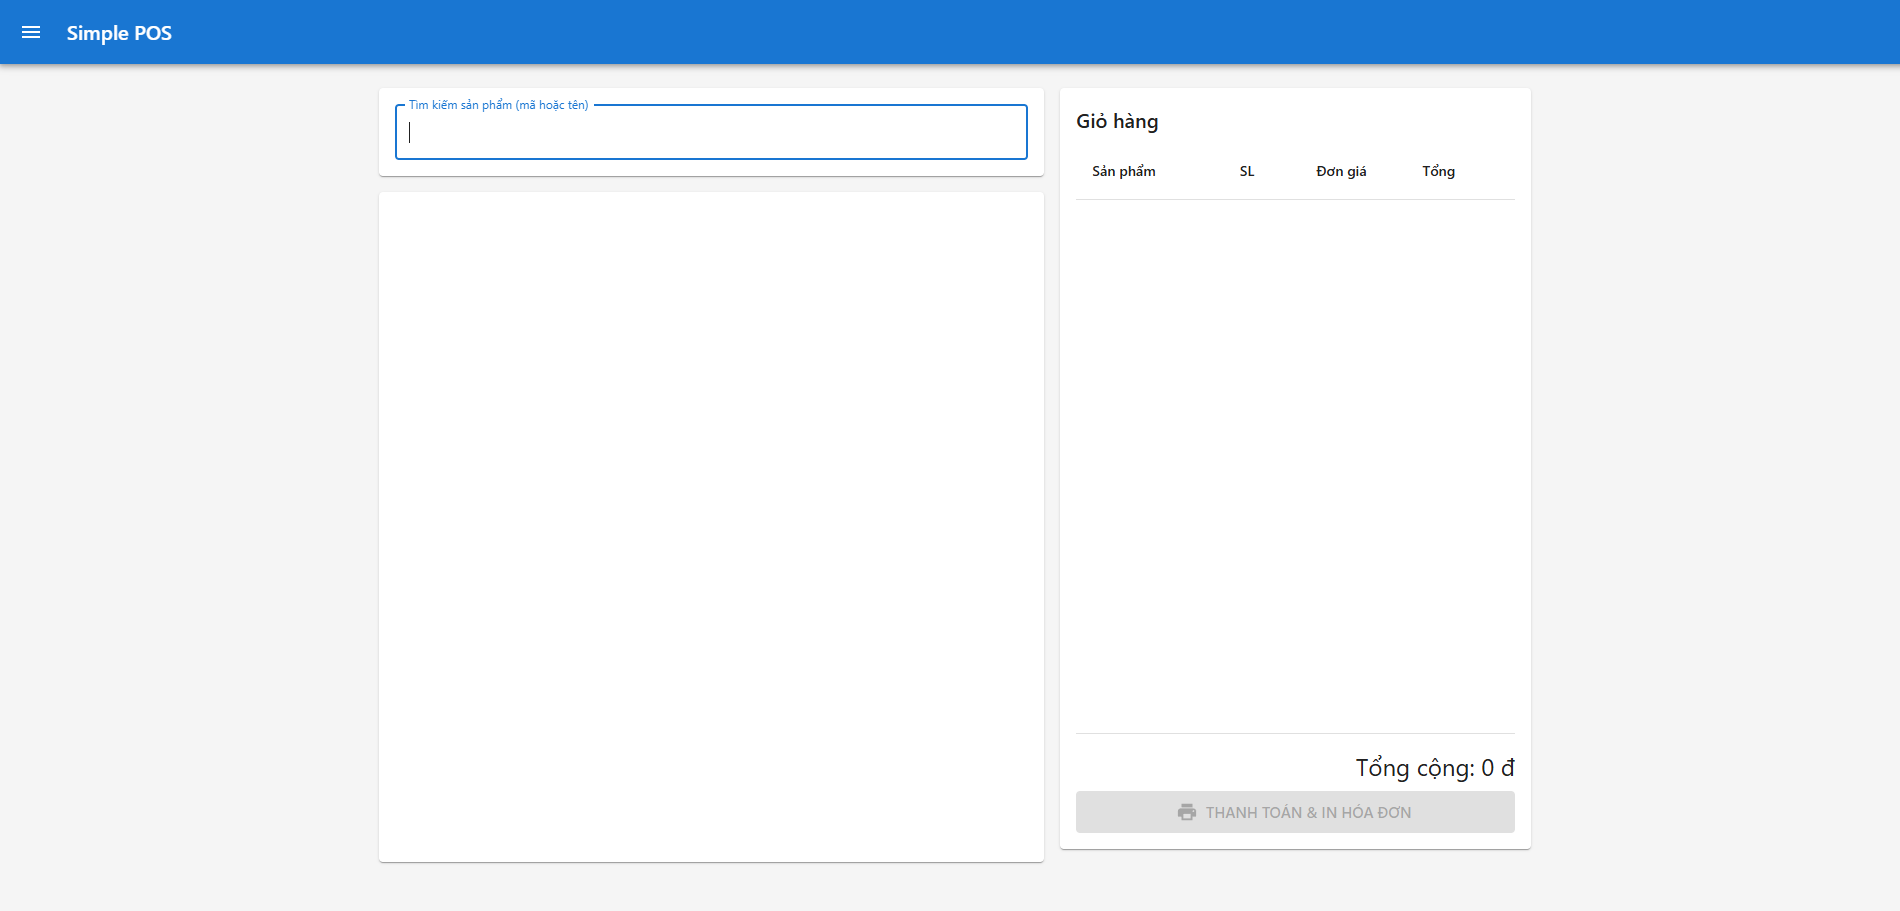 Simple POS
Tìm kiếm sản phẩm (mã hoặc tên)
Giỏ hàng
Sản phẩm SL Đơn giá Tổng
Tổng cộng: 0 đ
THANH TOÁN & IN HÓA ĐƠN